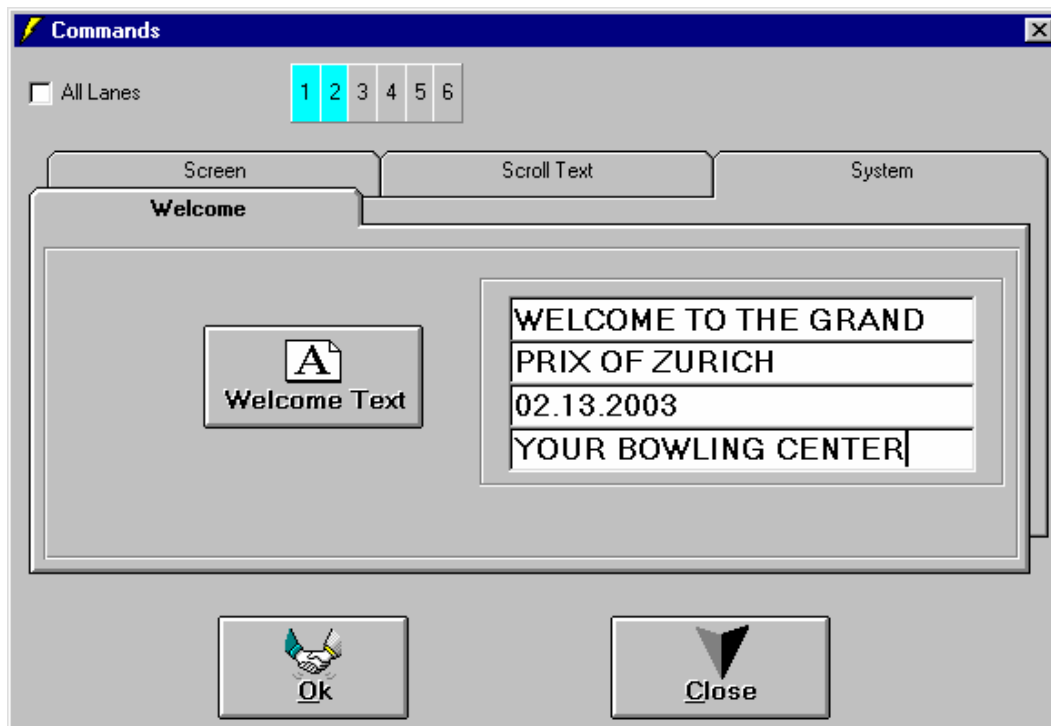 Commands
All Lanes 1 2 3 4 5 6
Screen Scroll Text System
Welcome
A
Welcome Text
WELCOME TO THE GRAND
PRIX OF ZURICH
02.13.2003
YOUR BOWLING CENTER
Ok Close